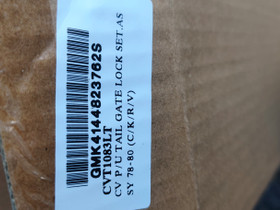 GMK4144823762S
CVT1083LT
CV P/U TAIL GATE LOCK SET.AS
SY 78-80 (C/K/R/V)